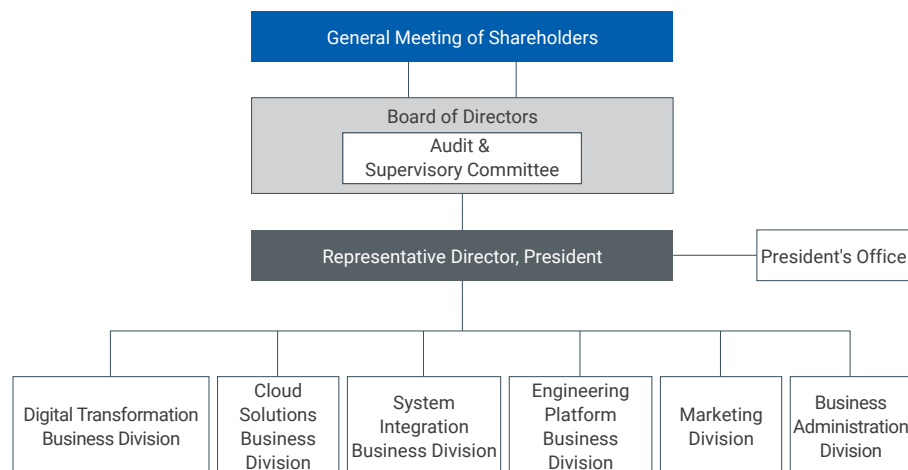 General Meeting of Shareholders
Board of Directors
Audit &
Supervisory Committee
Representative Director, President
President's Office
Digital Transformation
Business Division
Cloud
Solutions
Business
Division
System
Integration
Business Division
Engineering
Platform
Business
Division
Marketing
Division
Business
Administration
Division